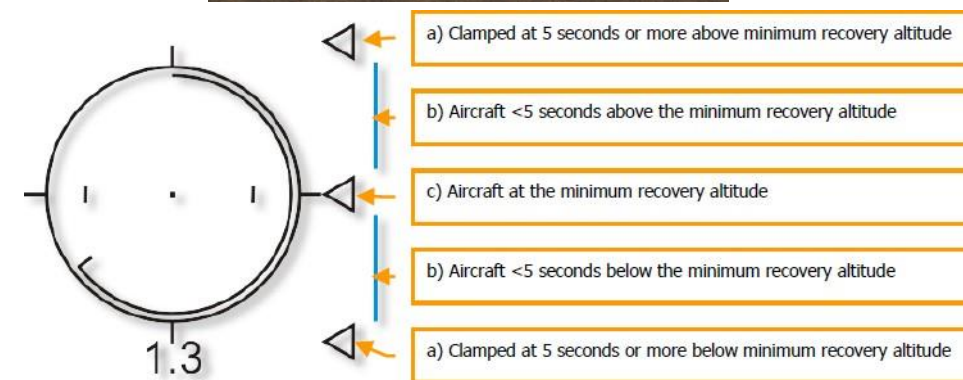 a) Clamped at 5 seconds or more above minimum recovery altitude
b) Aircraft <5 seconds above the minimum recovery altitude
c) Aircraft at the minimum recovery altitude
b) Aircraft <5 seconds below the minimum recovery altitude
a) Clamped at 5 seconds or more below minimum recovery altitude
1.3